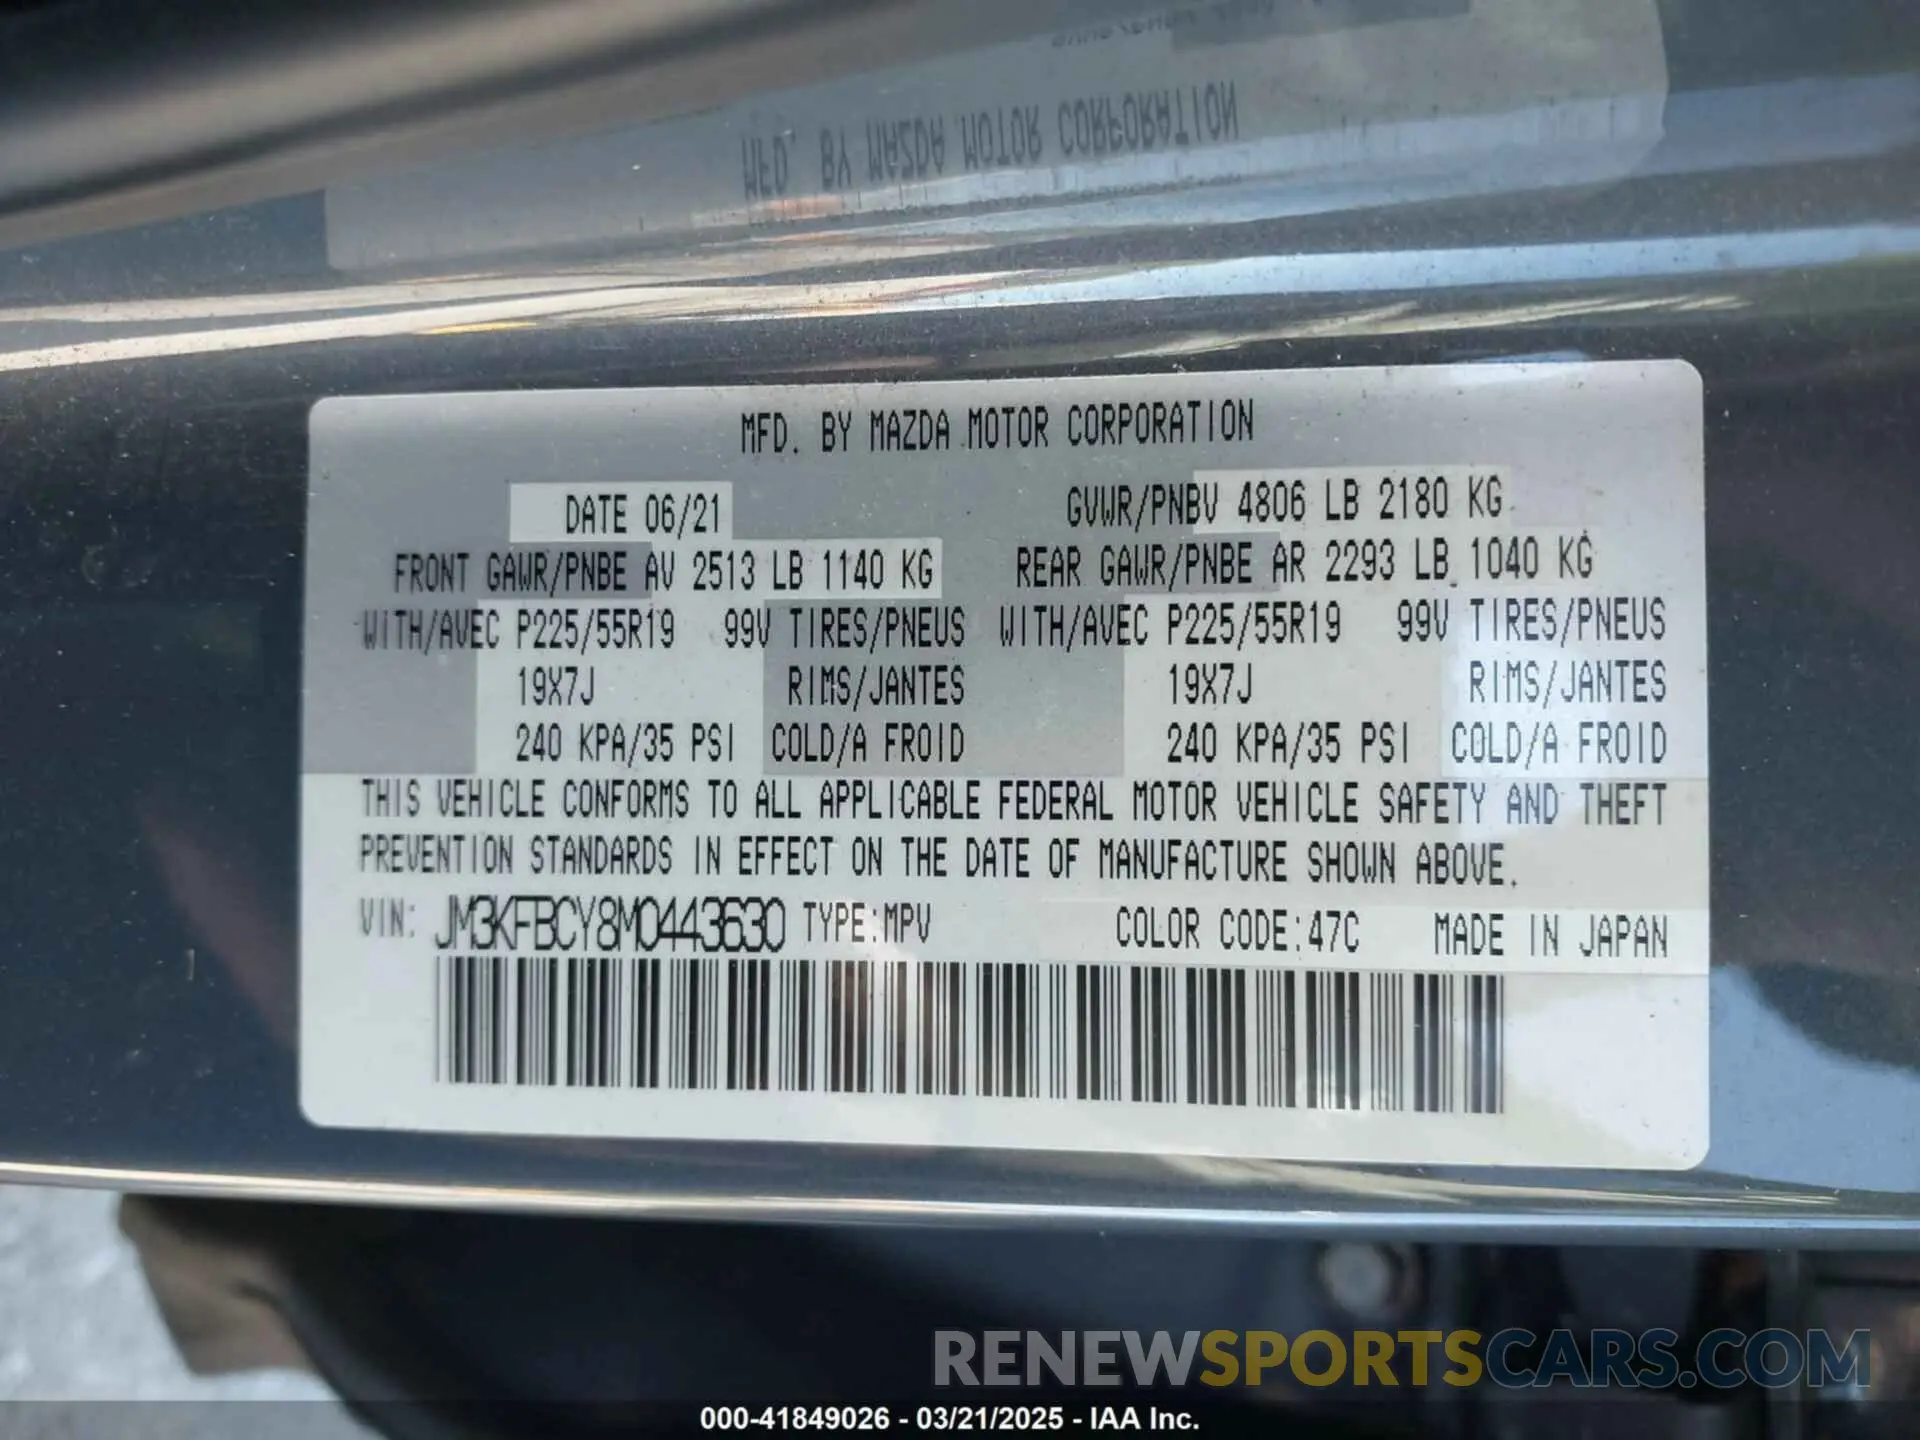 MFD. BY MAZDA MOTOR CORPORATION
MFD. BY MAZDA MOTOR CORPORATION
DATE 06/21 GVWR/PNBV 4806 LB 2180 KG
FRONT GAWR/PNBE AV 2513 LB 1140 KG REAR GAWR/PNBE AR 2293 LB 1040 KG
WITH/AVEC P225/55R19 99V TIRES/PNEUS WITH/AVEC P225/55R19 99V TIRES/PNEUS
19X7J RIMS/JANTES 19X7J RIMS/JANTES
240 KPA/35 PSI COLD/A FROID 240 KPA/35 PSI COLD/A FROID
THIS VEHICLE CONFORMS TO ALL APPLICABLE FEDERAL MOTOR VEHICLE SAFETY AND THEFT
PREVENTION STANDARDS IN EFFECT ON THE DATE OF MANUFACTURE SHOWN ABOVE.
VIN: JM3KFBCY8M0443630 TYPE:MPV COLOR CODE:47C MADE IN JAPAN
RENEWSPORTSCARS.COM
000-41849026 - 03/21/2025 - IAA Inc.